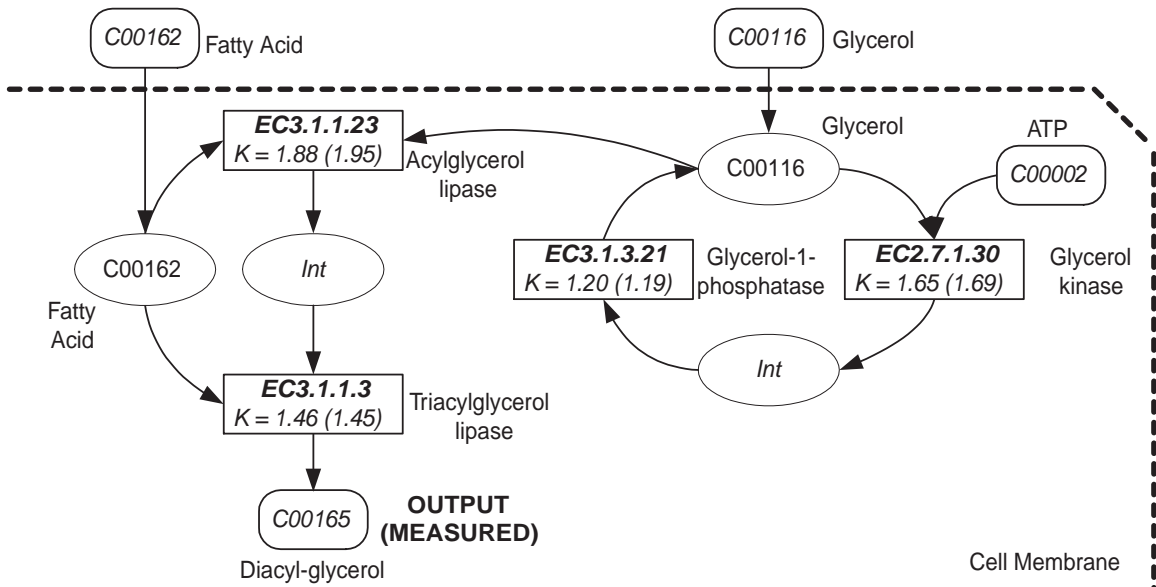 C00162
Fatty Acid
C00116
Glycerol
EC3.1.1.23
K = 1.88 (1.95)
Acylglycerol
lipase
Glycerol
C00116
ATP
C00002
C00162
Fatty
Acid
Int
EC3.1.3.21
K = 1.20 (1.19)
Glycerol-1-
phosphatase
EC2.7.1.30
K = 1.65 (1.69)
Glycerol
kinase
Int
EC3.1.1.3
K = 1.46 (1.45)
Triacylglycerol
lipase
C00165
OUTPUT
(MEASURED)
Diacyl-glycerol
Cell Membrane